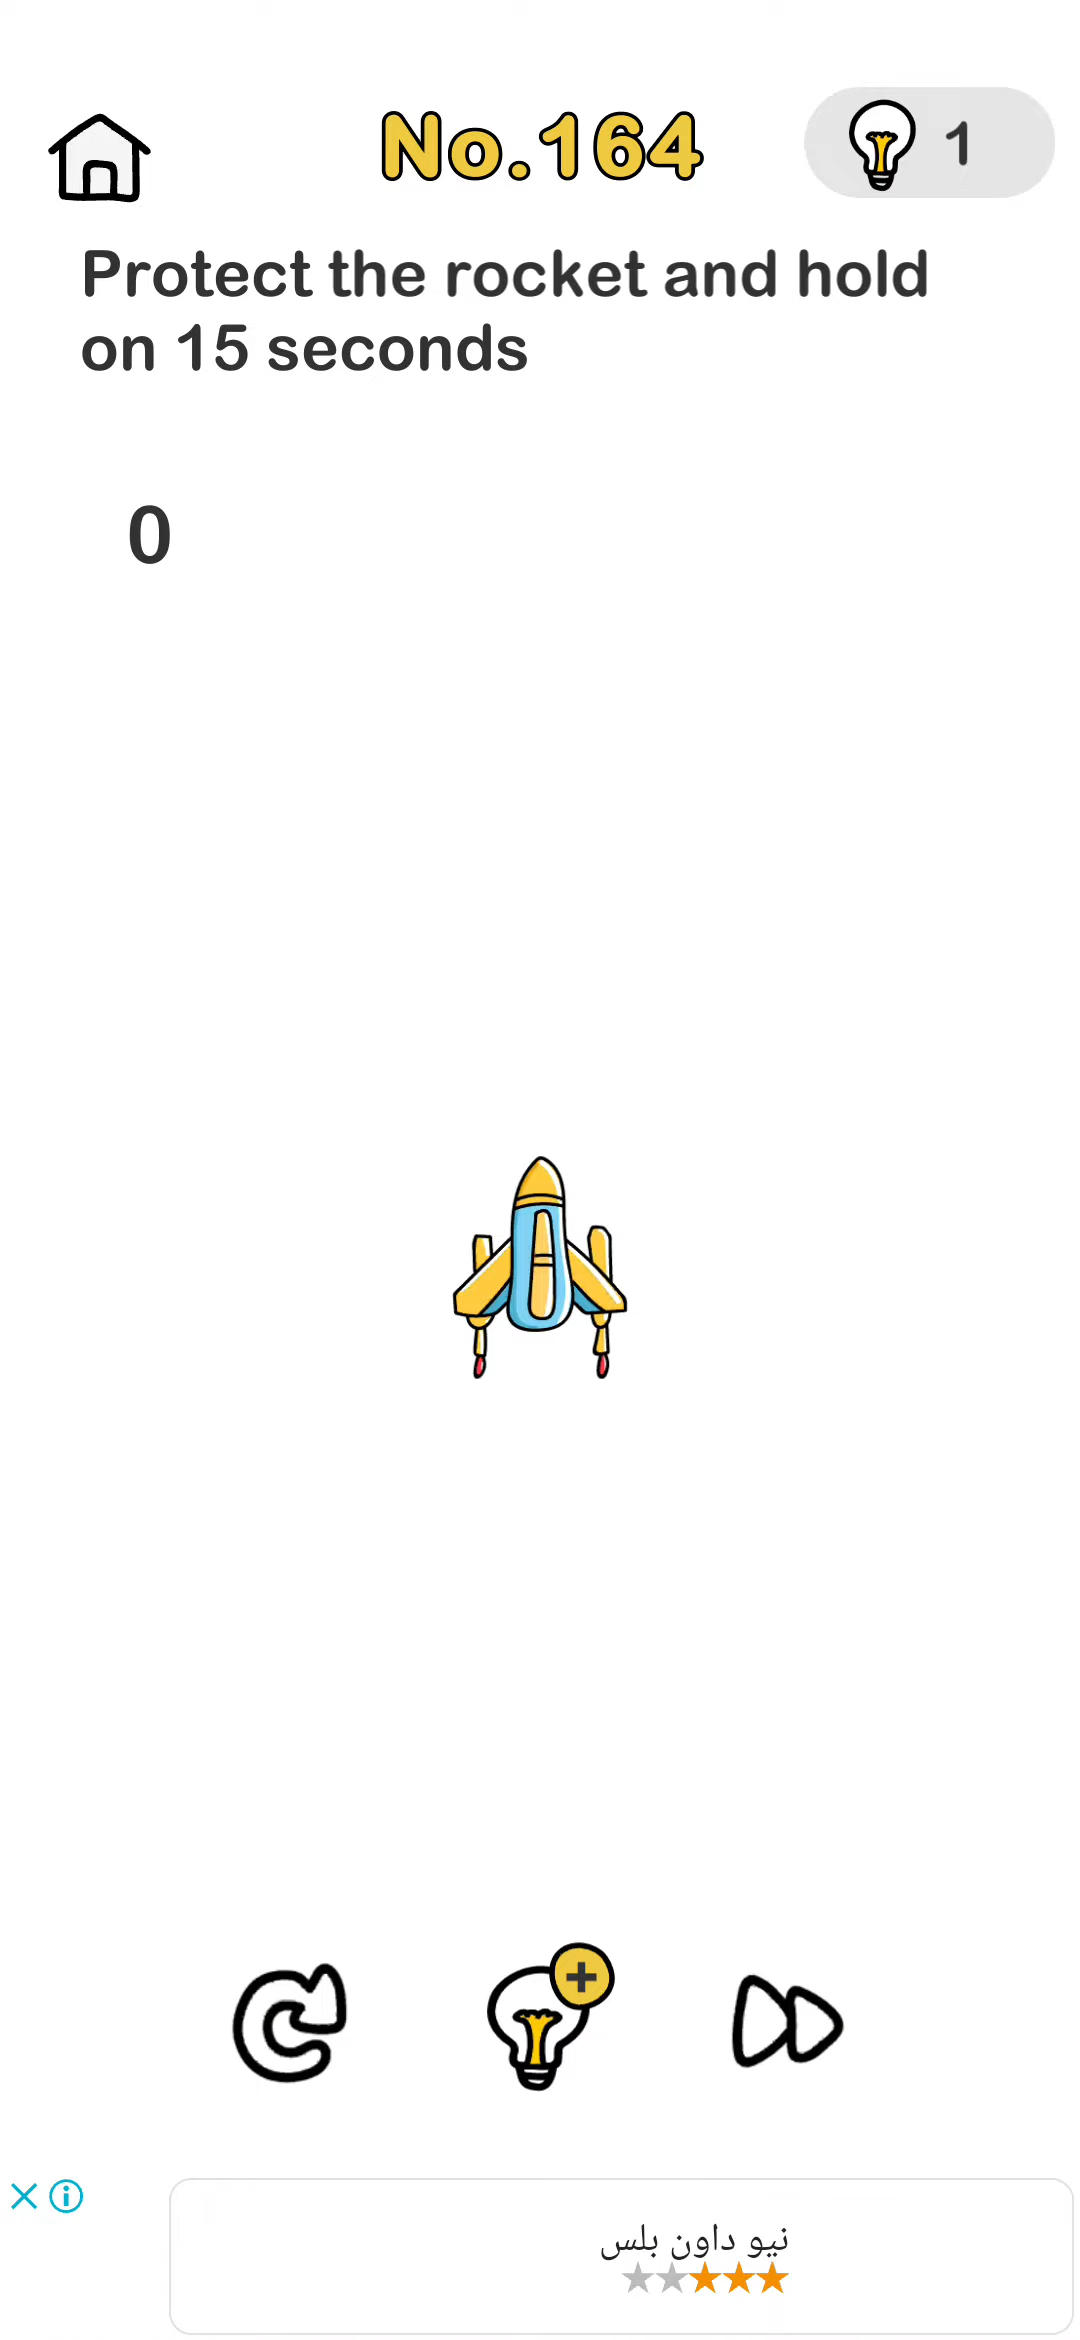 No.164
1
Protect the rocket and hold
on 15 seconds
0
نيو داون بلس